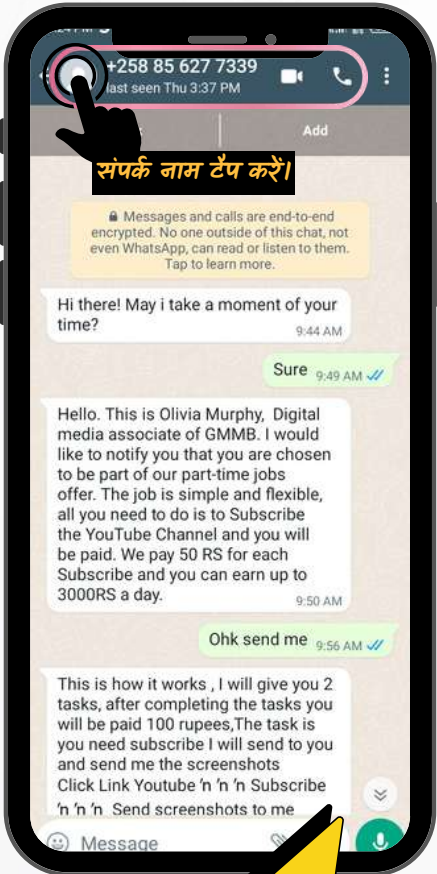 +258 85 627 7339
last seen Thu 3:37 PM
Add
संपर्क नाम टैप करें।
Messages and calls are end-to-end
encrypted. No one outside of this chat, not
even WhatsApp, can read or listen to them.
Tap to learn more.
Hi there! May i take a moment of your
time?
9:44 AM
Sure 9:49 AM
Hello. This is Olivia Murphy, Digital
media associate of GMMB. I would
like to notify you that you are chosen
to be part of our part-time jobs
offer. The job is simple and flexible,
all you need to do is to Subscribe
the YouTube Channel and you will
be paid. We pay 50 RS for each
Subscribe and you can earn up to
3000RS a day.
9:50 AM
Ohk send me 9:56 AM
This is how it works , I will give you 2
tasks, after completing the tasks you
will be paid 100 rupees,The task is
you need subscribe I will send to you
and send me the screenshots
Click Link Youtube 'n 'n 'n Subscribe
'n 'n 'n Send screenshots to me
Message